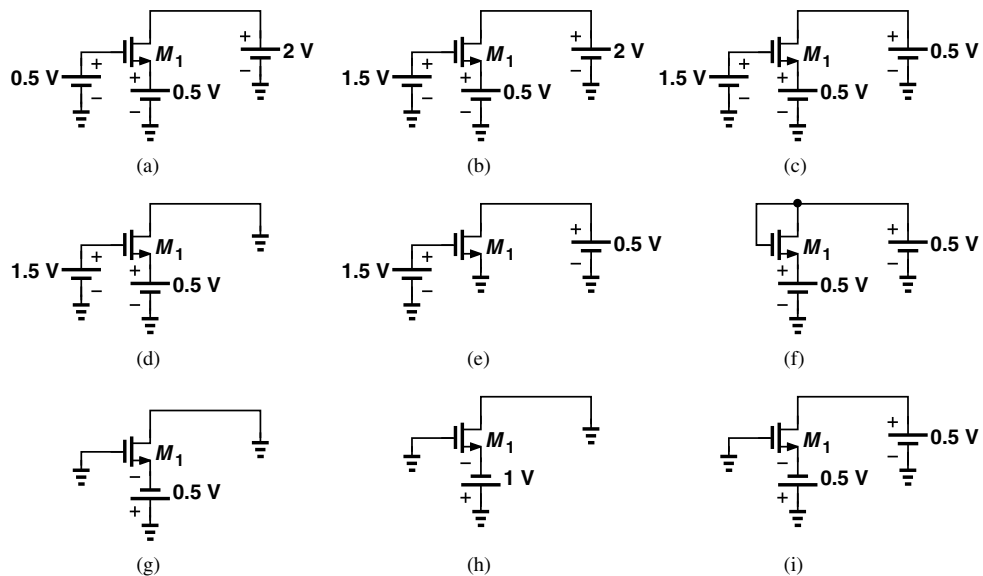 0.5 V + − M1 + − 0.5 V + − 2 V
1.5 V + − M1 + − 0.5 V + − 2 V
1.5 V + − M1 + − 0.5 V + − 0.5 V
(a) (b) (c)
1.5 V + − M1 + − 0.5 V
1.5 V + − M1 + − 0.5 V
M1 + − 0.5 V + − 0.5 V
(d) (e) (f)
M1 − + 0.5 V
M1 − + 1 V
M1 − + 0.5 V + − 0.5 V
(g) (h) (i)